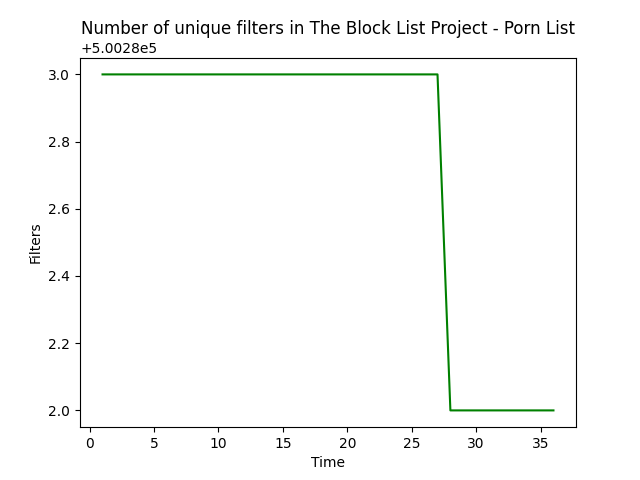 Number of unique filters in The Block List Project - Porn List
+5.0028e5
3.0
2.8
2.6
2.4
2.2
2.0
Filters
0 5 10 15 20 25 30 35
Time